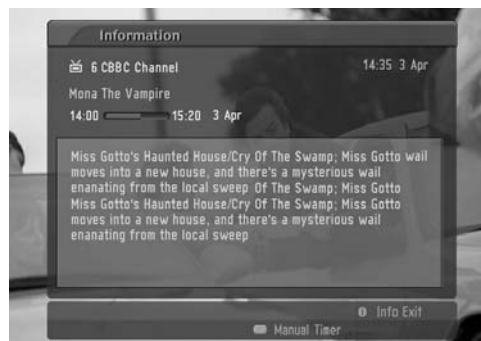 Information
6 CBBC Channel 14:35 3 Apr
Mona The Vampire
14:00 15:20 3 Apr
Miss Gotto's Haunted House/Cry Of The Swamp; Miss Gotto wail
moves into a new house, and there's a mysterious wail
enanating from the local sweep Of The Swamp; Miss Gotto
Miss Gotto's Haunted House/Cry Of The Swamp; Miss Gotto
moves into a new house, and there's a mysterious wail
enanating from the local sweep
Info Exit
Manual Timer